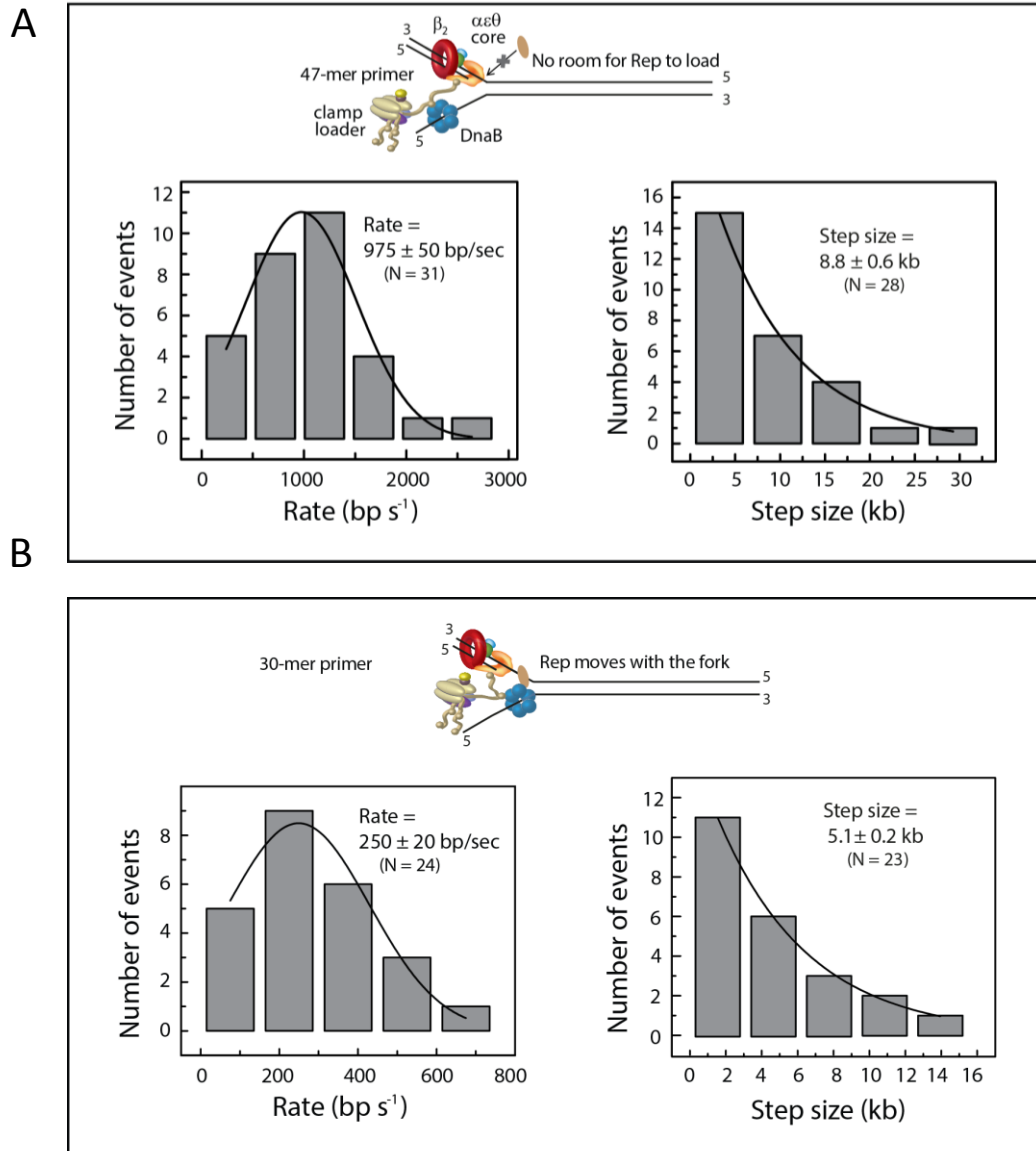 A
β2
αεθ
core
3
5
No room for Rep to load
47-mer primer
5
3
clamp
loader
5
DnaB
Number of events
12
10
8
6
4
2
0
Rate =
975 ± 50 bp/sec
(N = 31)
0
1000
2000
3000
Rate (bp s-1)
Number of events
16
14
12
10
8
6
4
2
0
Step size =
8.8 ± 0.6 kb
(N = 28)
0
5
10
15
20
25
30
Step size (kb)
B
3
5
30-mer primer
Rep moves with the fork
5
3
5
Number of events
8
6
4
2
0
Rate =
250 ± 20 bp/sec
(N = 24)
0
200
400
600
800
Rate (bp s-1)
Number of events
12
10
8
6
4
2
0
Step size =
5.1± 0.2 kb
(N = 23)
0
2
4
6
8
10
12
14
16
Step size (kb)